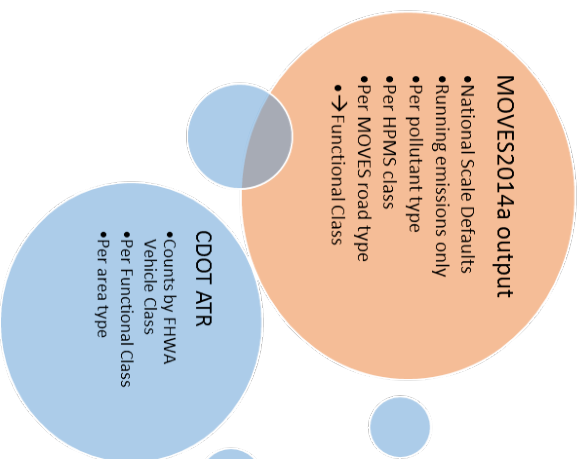 MOVES2014a output
•National Scale Defaults
•Running emissions only
•Per pollutant type
•Per HPMS class
•Per MOVES road type
•→Functional Class
CDOT ATR
•Counts by FHWA
Vehicle Class
•Per Functional Class
•Per area type